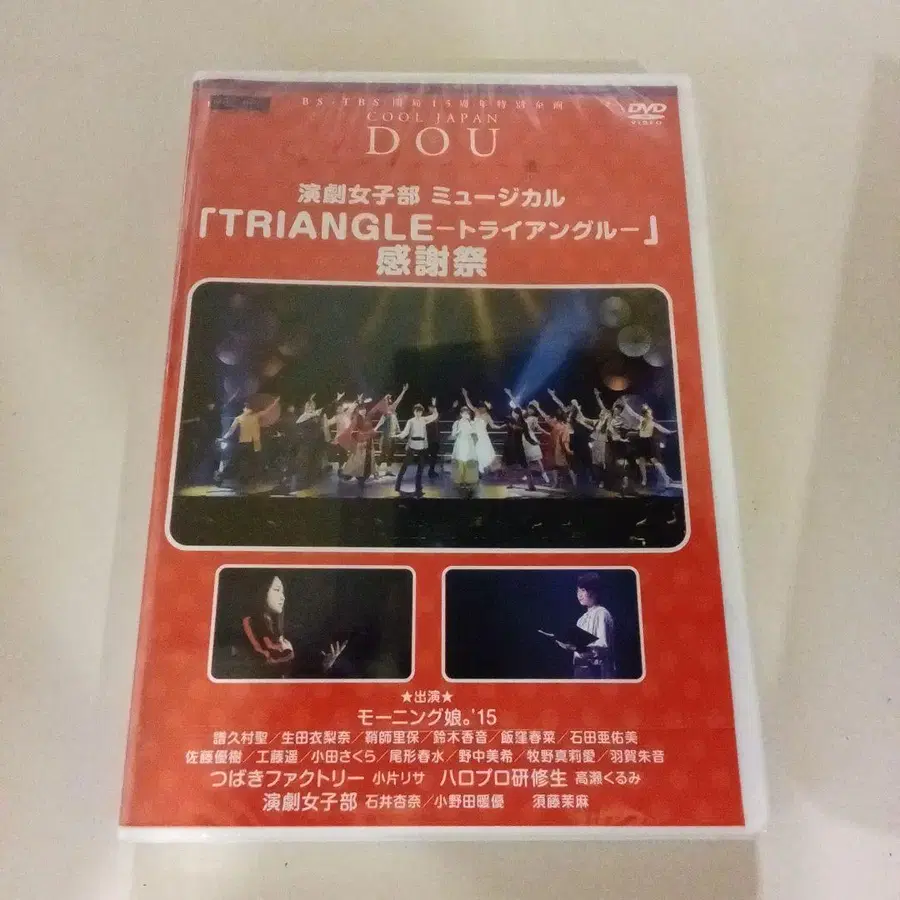 BS-TBS開局15周年特別企画
COOL JAPAN
DOU
DVD
VIDEO
演劇女子部 ミュージカル
「TRIANGLE－トライアングル－」
感謝祭
★出演★
モーニング娘。'15
譜久村聖／生田衣梨奈／鞘師里保／鈴木香音／飯窪春菜／石田亜佑美
佐藤優樹／工藤遥／小田さくら／尾形春水／野中美希／牧野真莉愛／羽賀朱音
つばきファクトリー 小片リサ ハロプロ研修生 高瀬くるみ
演劇女子部 石井杏奈／小野田暖優 須藤茉麻